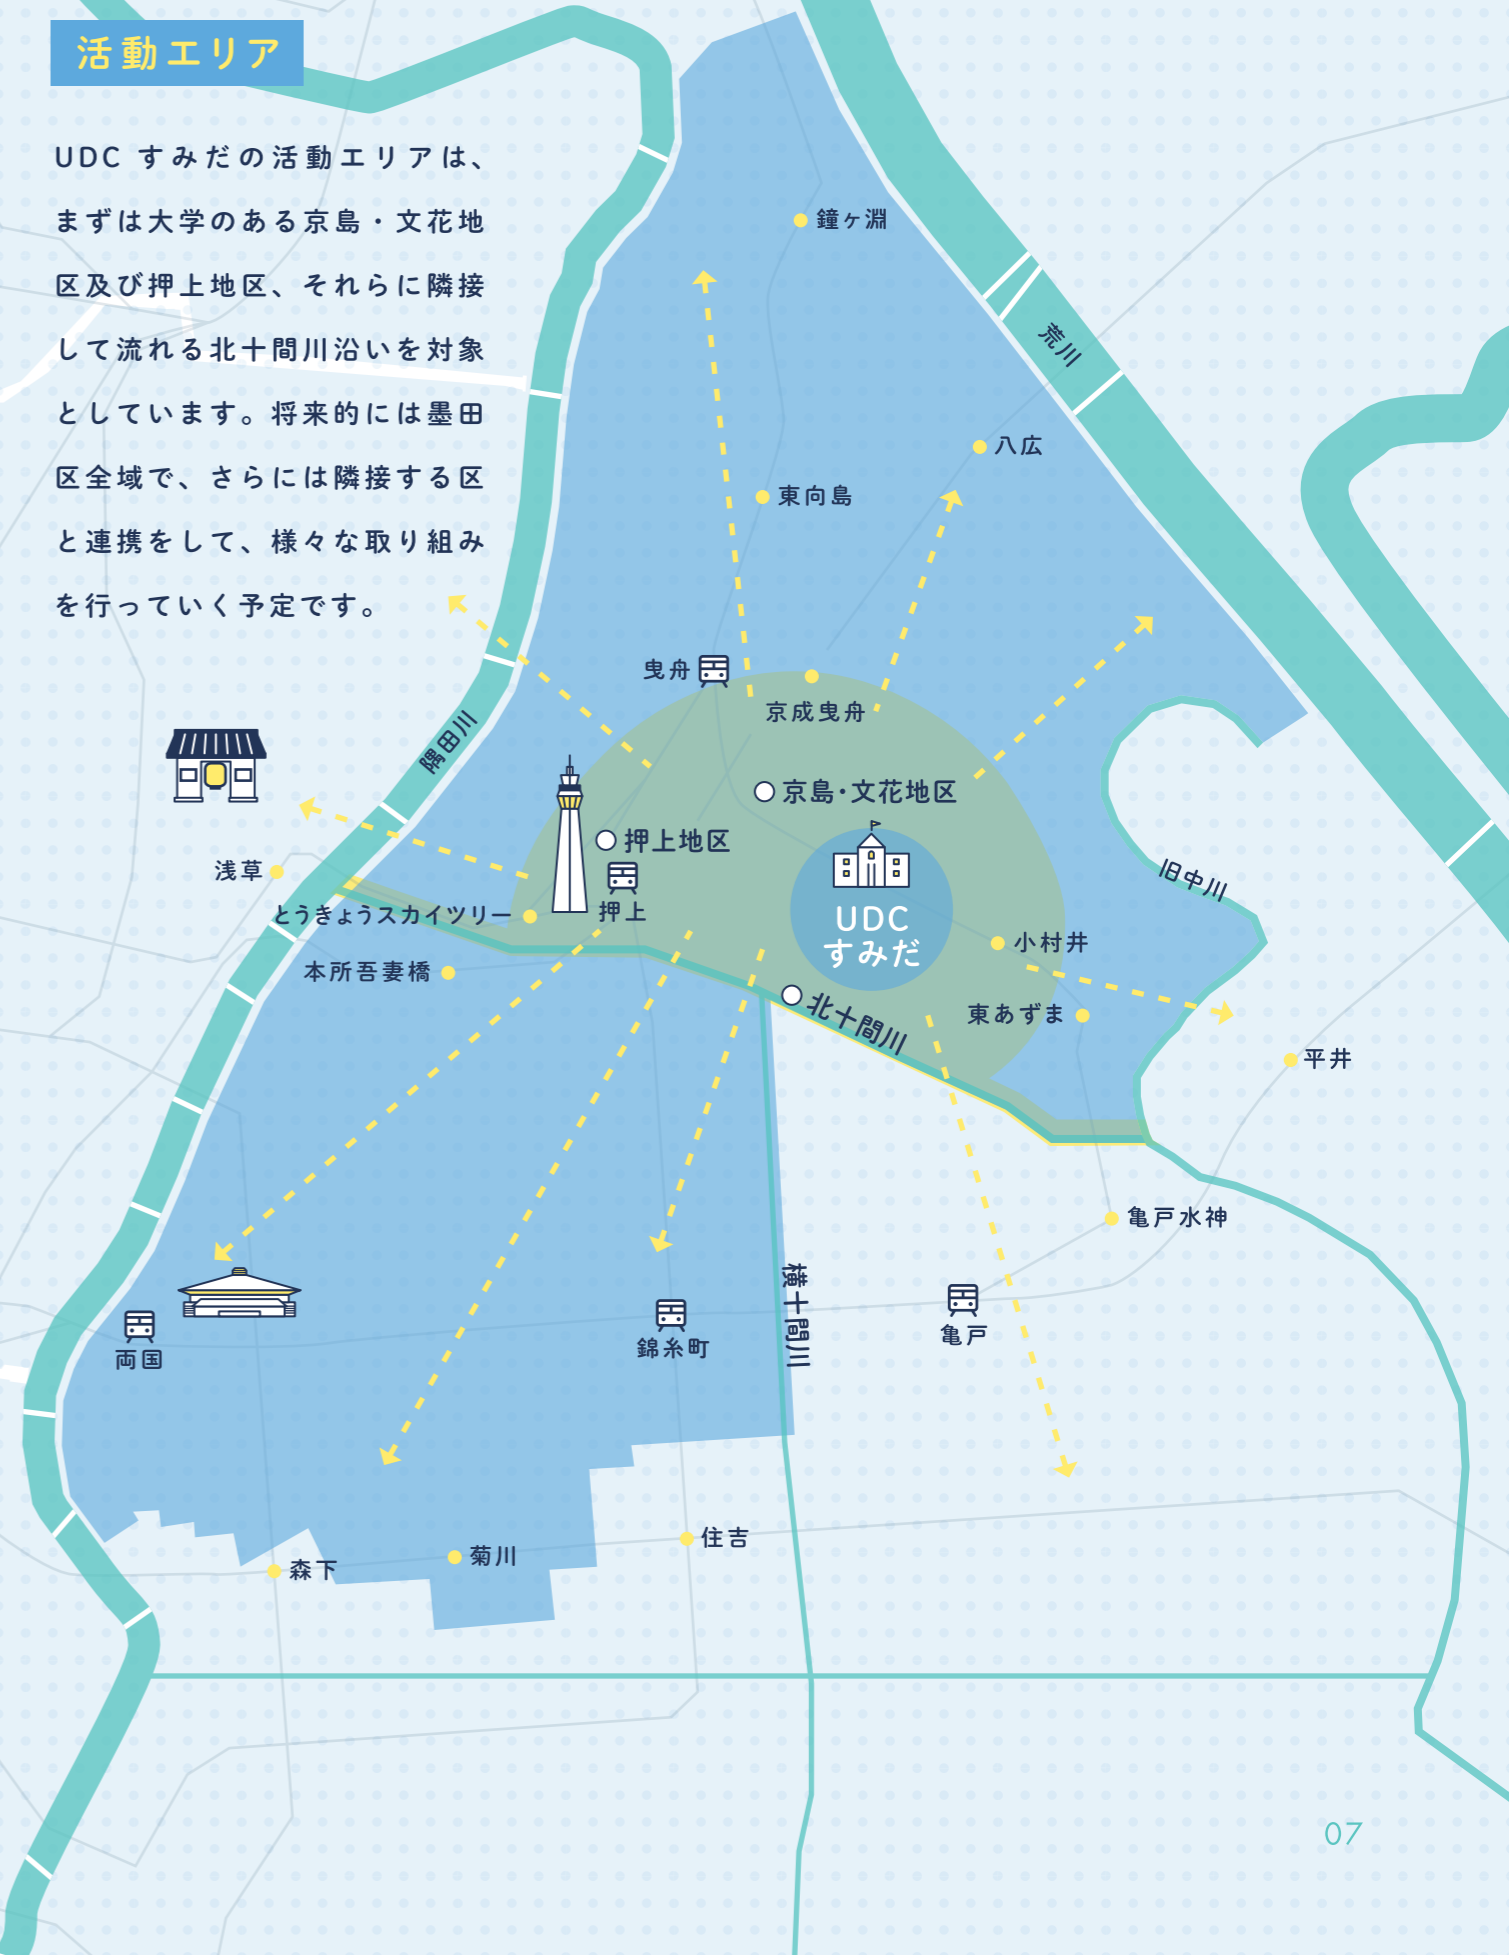 活動エリア
UDC すみだの活動エリアは、
まずは大学のある京島・文花地
区及び押上地区、それらに隣接
して流れる北十間川沿いを対象
としています。将来的には墨田
区全域で、さらには隣接する区
と連携をして、様々な取り組み
を行っていく予定です。
鐘ヶ淵
荒川
八広
東向島
曳舟
京成曳舟
隅田川
京島・文花地区
押上地区
浅草
旧中川
押上
とうきょうスカイツリー
UDC
すみだ
小村井
本所吾妻橋
北十間川
東あずま
平井
亀戸水神
横十間川
両国
錦糸町
亀戸
住吉
菊川
森下
07